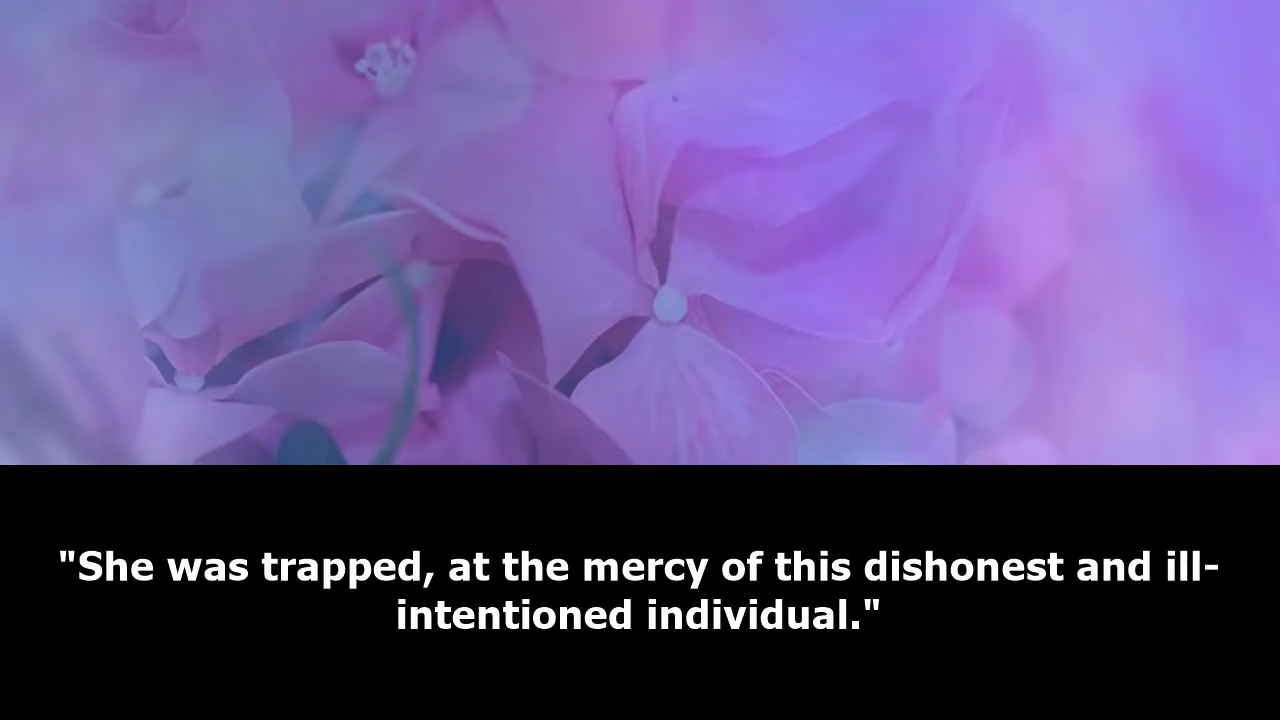 "She was trapped, at the mercy of this dishonest and ill-
intentioned individual."